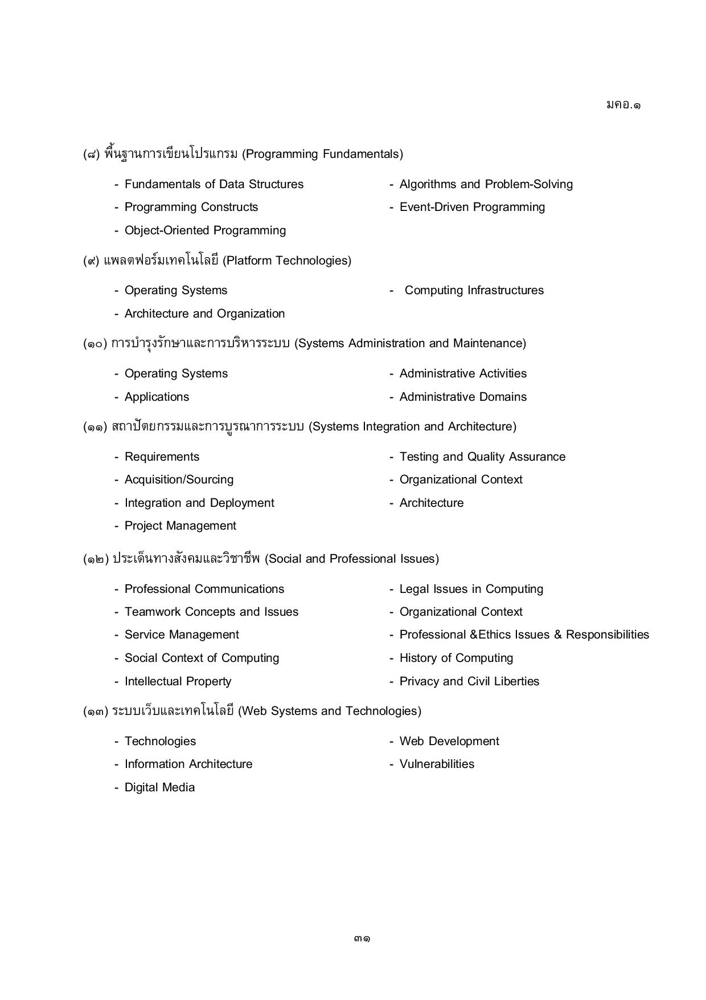 มคอ.๑
(๘) พื้นฐานการเขียนโปรแกรม (Programming Fundamentals)
- Fundamentals of Data Structures - Algorithms and Problem-Solving
- Programming Constructs - Event-Driven Programming
- Object-Oriented Programming
(๙) แพลตฟอร์มเทคโนโลยี (Platform Technologies)
- Operating Systems - Computing Infrastructures
- Architecture and Organization
(๑๐) การบำรุงรักษาและการบริหารระบบ (Systems Administration and Maintenance)
- Operating Systems - Administrative Activities
- Applications - Administrative Domains
(๑๑) สถาปัตยกรรมและการบูรณาการระบบ (Systems Integration and Architecture)
- Requirements - Testing and Quality Assurance
- Acquisition/Sourcing - Organizational Context
- Integration and Deployment - Architecture
- Project Management
(๑๒) ประเด็นทางสังคมและวิชาชีพ (Social and Professional Issues)
- Professional Communications - Legal Issues in Computing
- Teamwork Concepts and Issues - Organizational Context
- Service Management - Professional &Ethics Issues & Responsibilities
- Social Context of Computing - History of Computing
- Intellectual Property - Privacy and Civil Liberties
(๑๓) ระบบเว็บและเทคโนโลยี (Web Systems and Technologies)
- Technologies - Web Development
- Information Architecture - Vulnerabilities
- Digital Media
๓๑